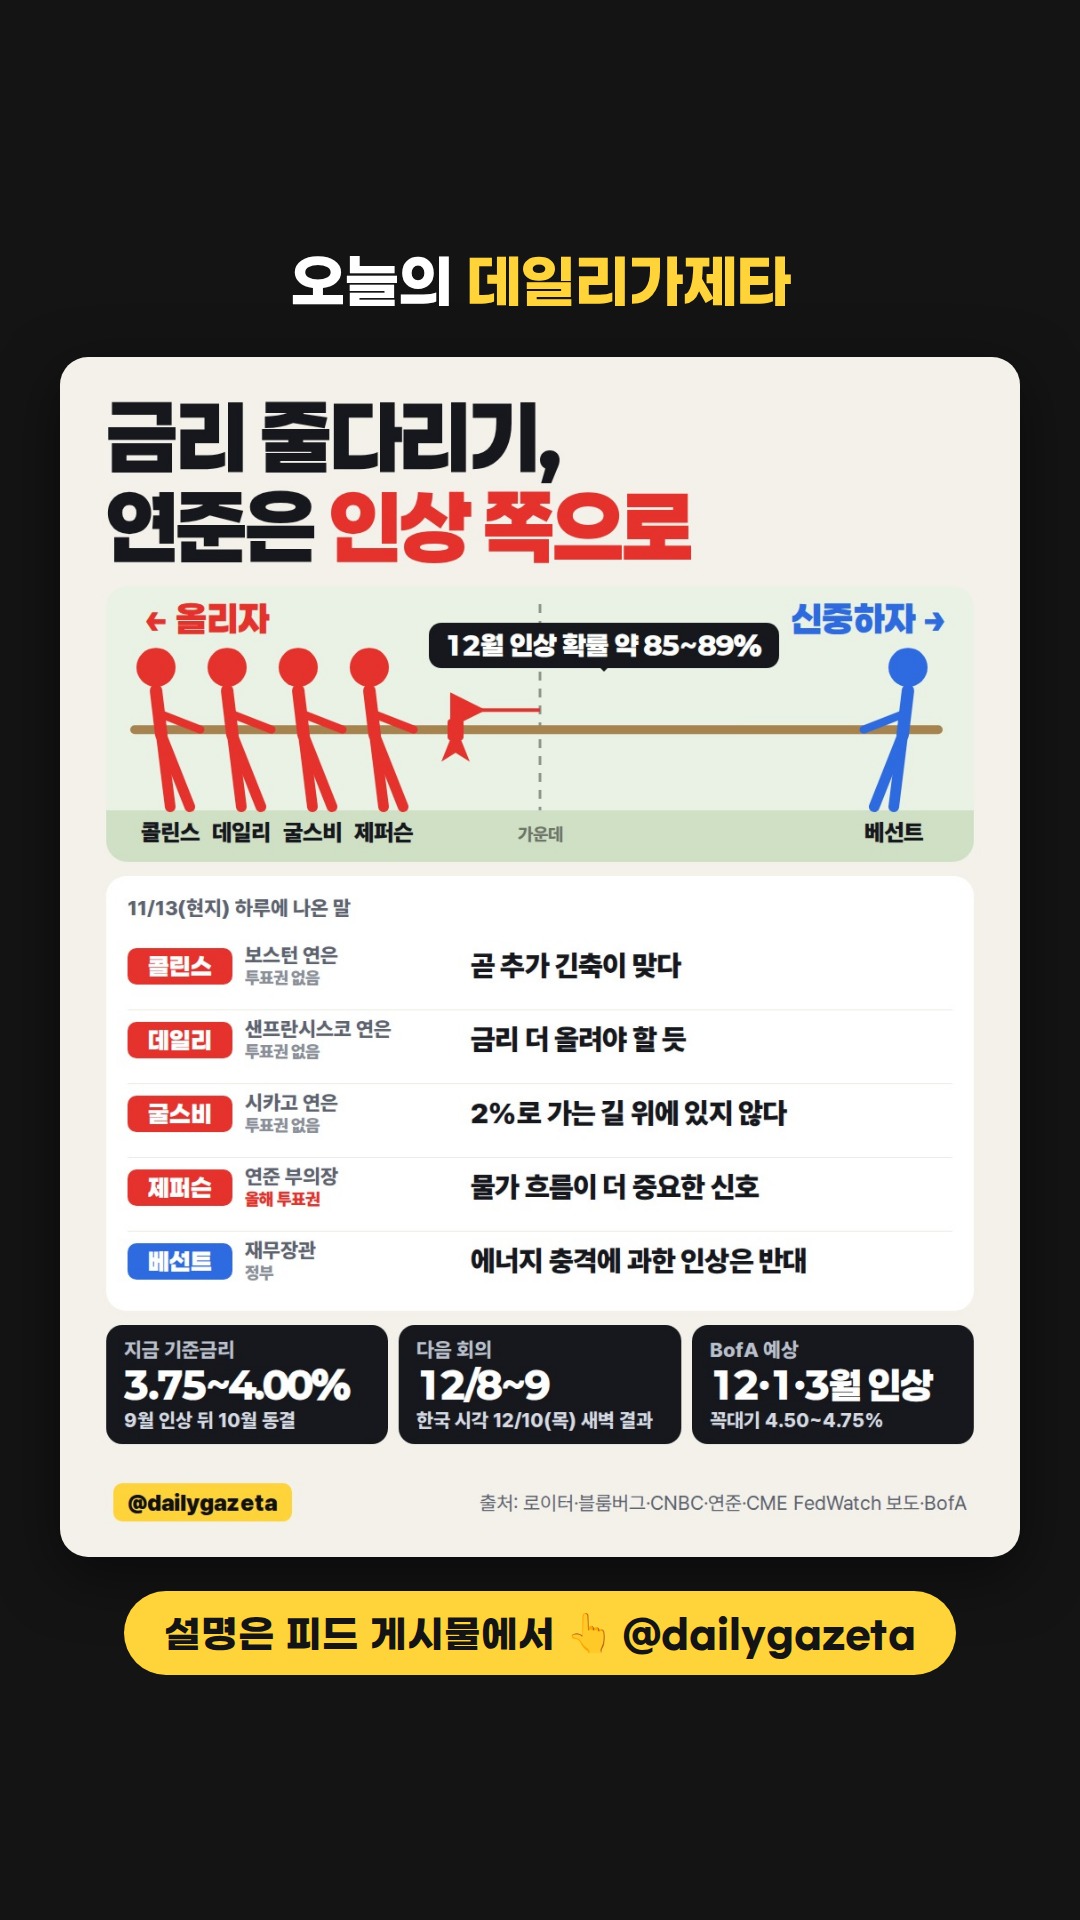 오늘의 데일리가제타
금리 줄다리기,
연준은 인상 쪽으로
← 올리자
신중하자 →
12월 인상 확률 약 85~89%
콜린스 데일리 굴스비 제퍼슨
가운데
베선트
11/13(현지) 하루에 나온 말
콜린스
보스턴 연은
투표권 없음
곧 추가 긴축이 맞다
데일리
샌프란시스코 연은
투표권 없음
금리 더 올려야 할 듯
굴스비
시카고 연은
투표권 없음
2%로 가는 길 위에 있지 않다
제퍼슨
연준 부의장
올해 투표권
물가 흐름이 더 중요한 신호
베선트
재무장관
정부
에너지 충격에 과한 인상은 반대
지금 기준금리
3.75~4.00%
9월 인상 뒤 10월 동결
다음 회의
12/8~9
한국 시각 12/10(목) 새벽 결과
BofA 예상
12·1·3월 인상
꼭대기 4.50~4.75%
@dailygazeta
출처: 로이터·블룸버그·CNBC·연준·CME FedWatch 보도·BofA
설명은 피드 게시물에서 👆 @dailygazeta